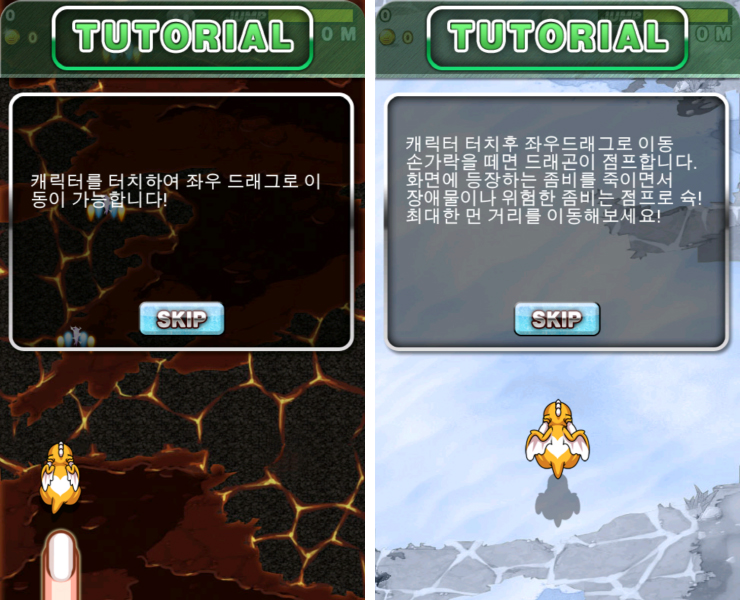 0
0
TUTORIAL
0 M
캐릭터를 터치하여 좌우 드래그로 이
동이 가능합니다!
SKIP
0
0
TUTORIAL
0 M
캐릭터 터치후 좌우드래그로 이동
손가락을 떼면 드래곤이 점프합니다.
화면에 등장하는 좀비를 죽이면서
장애물이나 위험한 좀비는 점프로 슉!
최대한 먼 거리를 이동해보세요!
SKIP